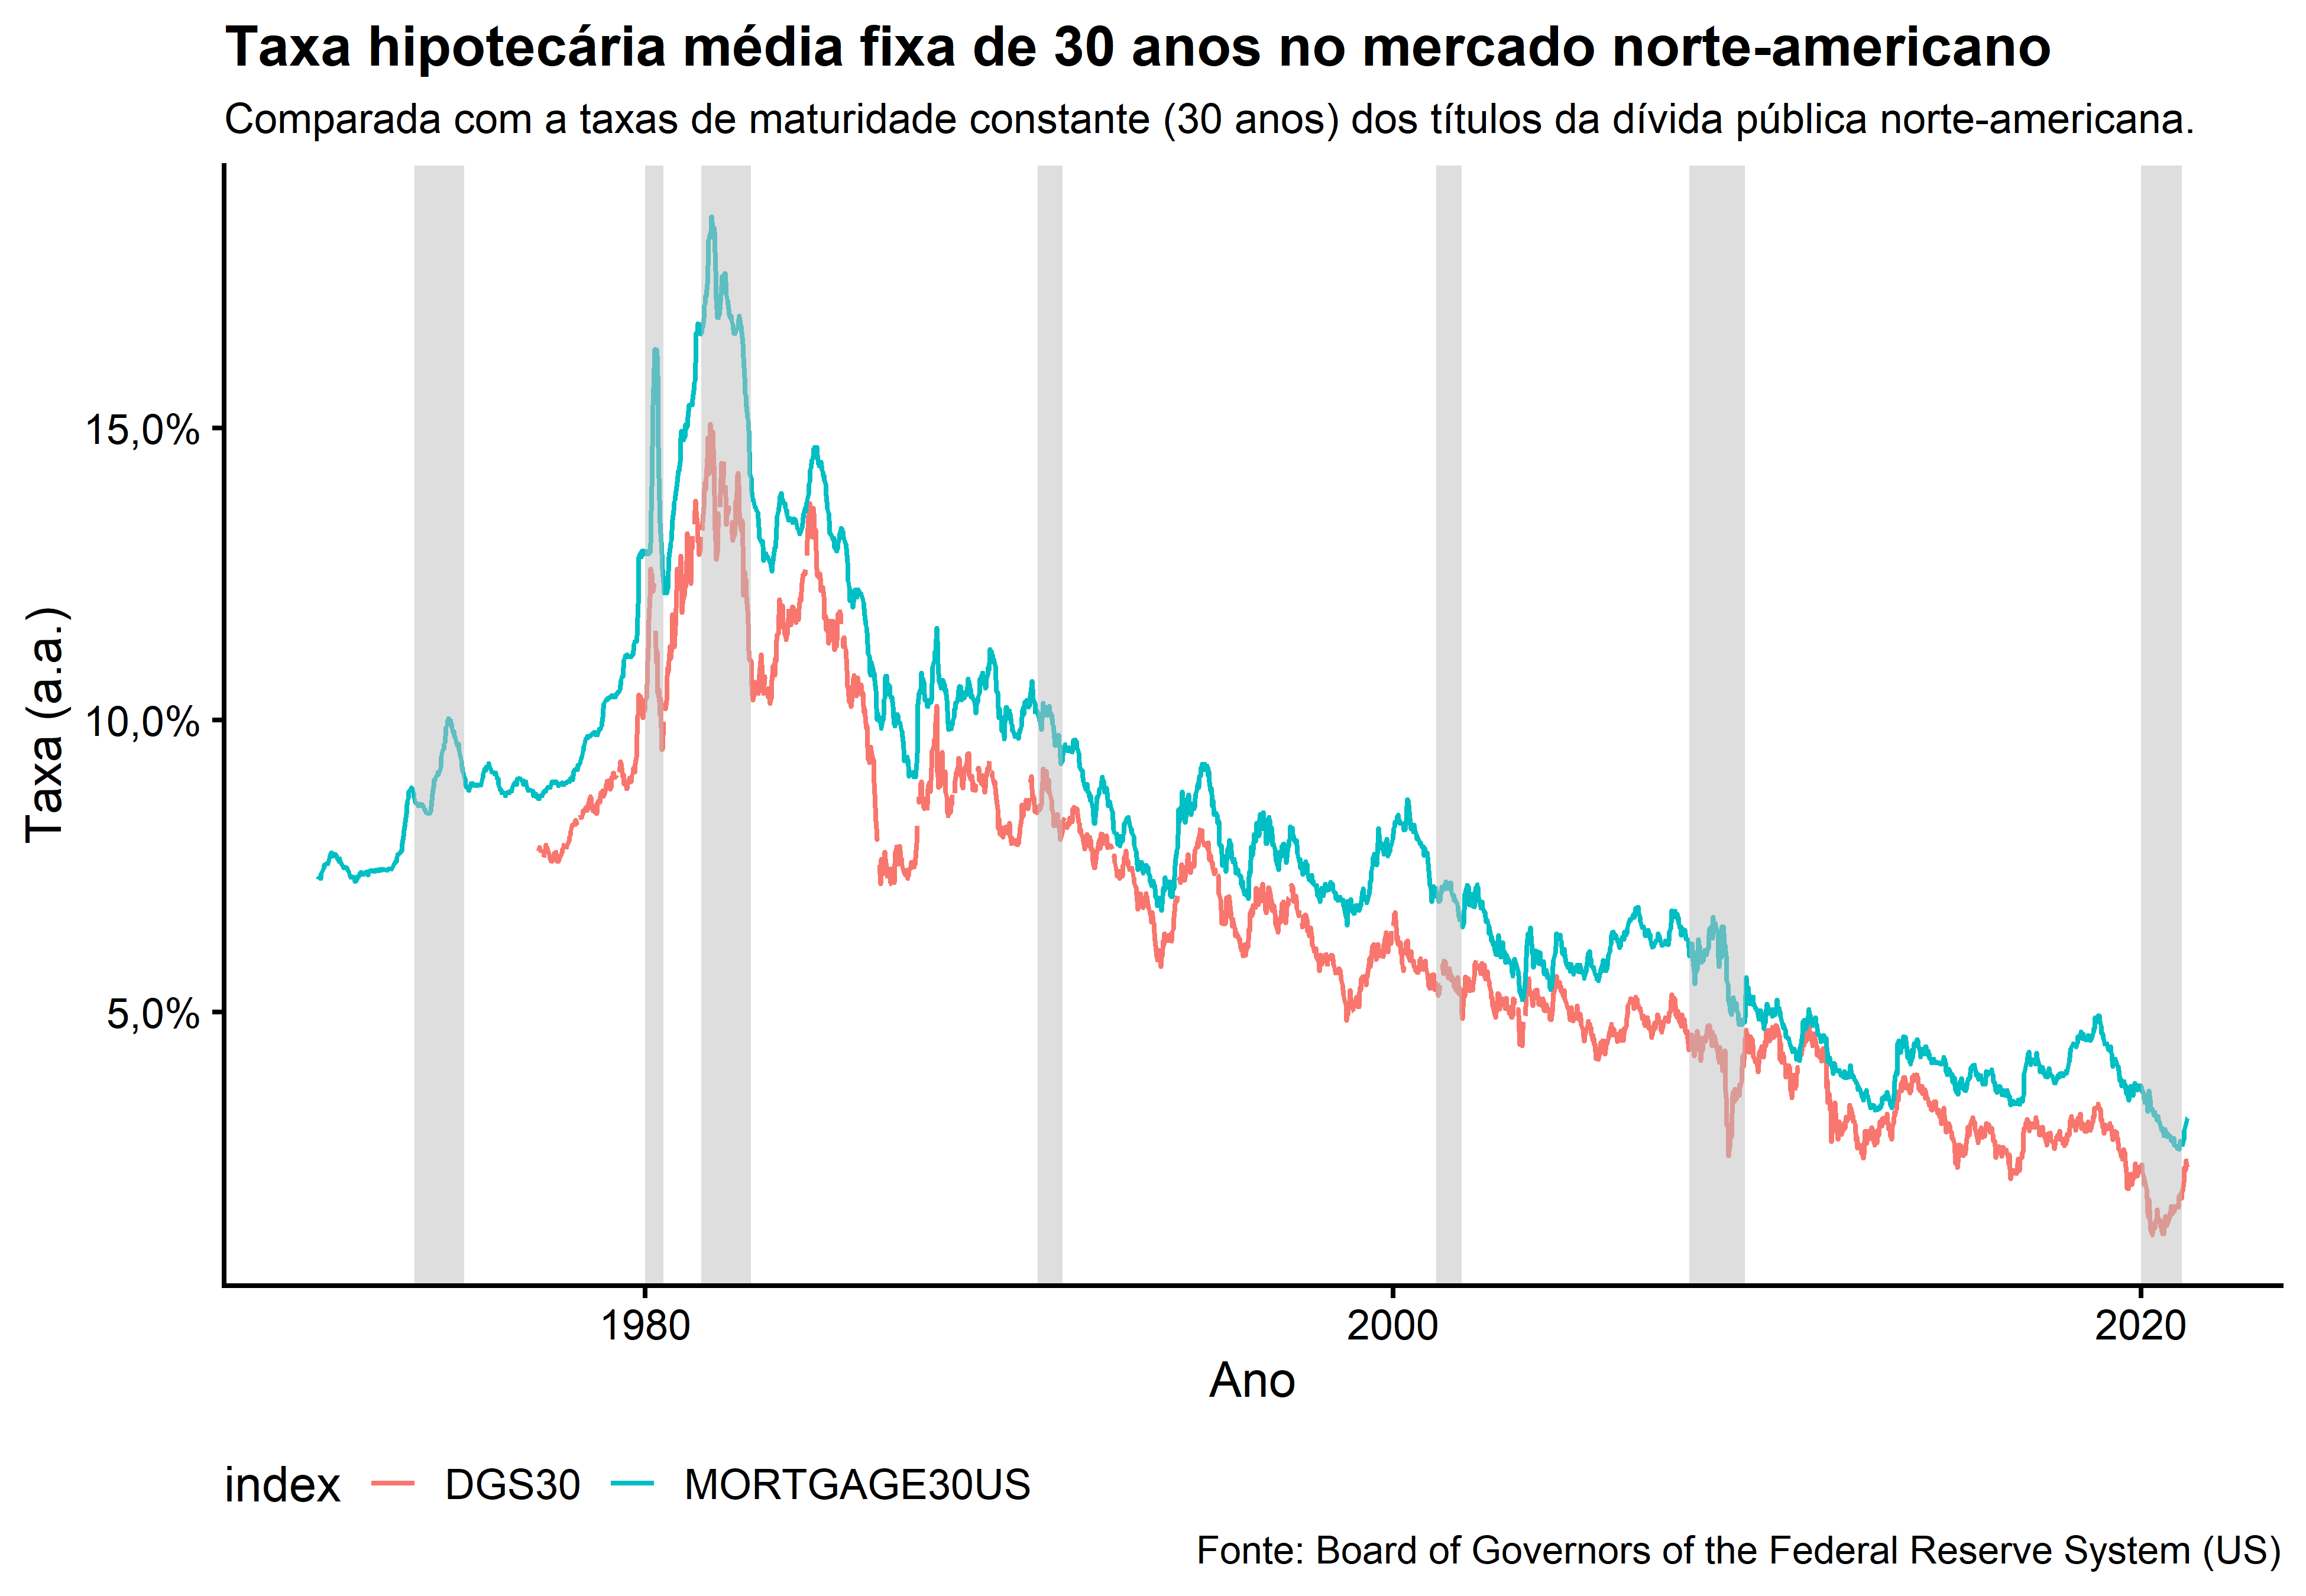 Taxa hipotecária média fixa de 30 anos no mercado norte-americano
Comparada com a taxas de maturidade constante (30 anos) dos títulos da dívida pública norte-americana.
Taxa (a.a.)
15,0%
10,0%
5,0%
1980 2000 2020
Ano
index DGS30 MORTGAGE30US
Fonte: Board of Governors of the Federal Reserve System (US)